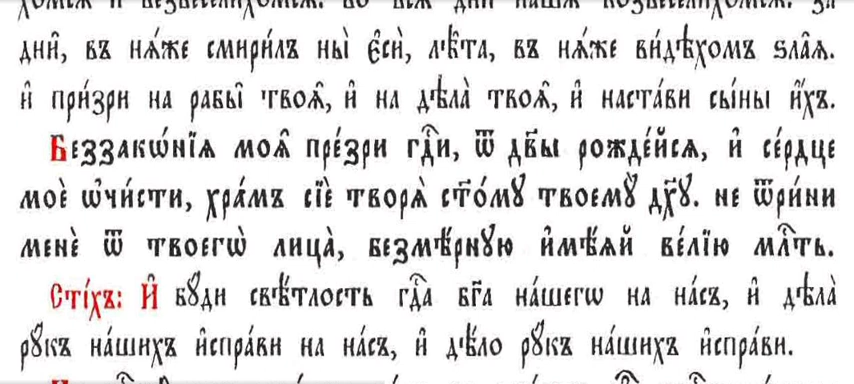 дни̑, въ нѧ́же смири́лъ ны̀ є҆сѝ, лѣ̑та, въ нѧ́же ви́дѣхомъ ѕла̑ѧ.
и҆ при́зри на рабы̑ твоѧ̑, и҆ на дѣла̀ твоѧ̑, и҆ наста́ви сы́ны и҆́хъ.
Беззакѡ́нїѧ моѧ̑ пре́зри гдⷭ҇и, ѿ дв҃ы рожде́йсѧ, и҆ се́рдце
моѐ ѡ҆чи́сти, хра́мъ сїѐ творѧ̀ ст҃о́мꙋ твоемꙋ̀ дх҃ꙋ. не ѿри́ни
менѐ ѿ твоегѡ̀ лица̀, безмѣ́рнꙋю и҆мѣ́ѧй ве́лїю млⷭ҇ть.
Сті́хъ: И҆ бꙋ́ди свѣ́тлость гдⷭ҇а бг҃а на́шегѡ на на́съ, и҆ дѣла̀
рꙋ́къ на́шихъ и҆спра́ви на на́съ, и҆ дѣ́ло рꙋ́къ на́шихъ и҆спра́ви.